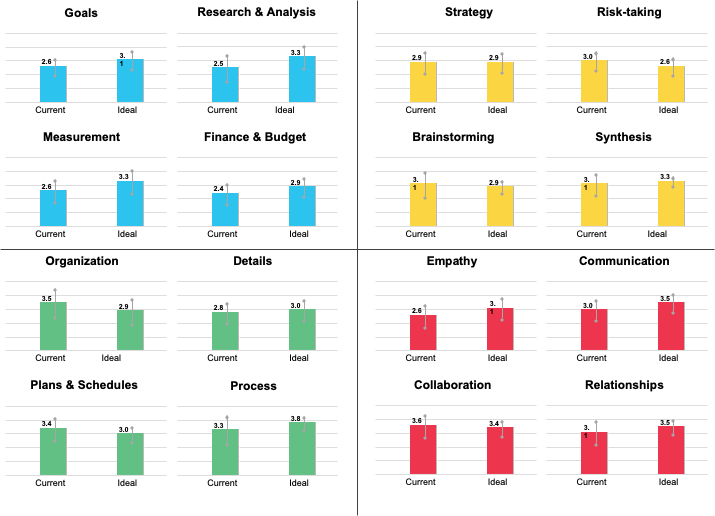 Goals
2.6
3.
1
Current Ideal
Research & Analysis
2.5
3.3
Current Ideal
Strategy
2.9
2.9
Current Ideal
Risk-taking
3.0
2.6
Current Ideal
Measurement
2.6
3.3
Current Ideal
Finance & Budget
2.4
2.9
Current Ideal
Brainstorming
3.
1
2.9
Current Ideal
Synthesis
3.
1
3.3
Current Ideal
Organization
3.5
2.9
Current Ideal
Details
2.8
3.0
Current Ideal
Empathy
2.6
3.
1
Current Ideal
Communication
3.0
3.5
Current Ideal
Plans & Schedules
3.4
3.0
Current Ideal
Process
3.3
3.8
Current Ideal
Collaboration
3.6
3.4
Current Ideal
Relationships
3.
1
3.5
Current Ideal